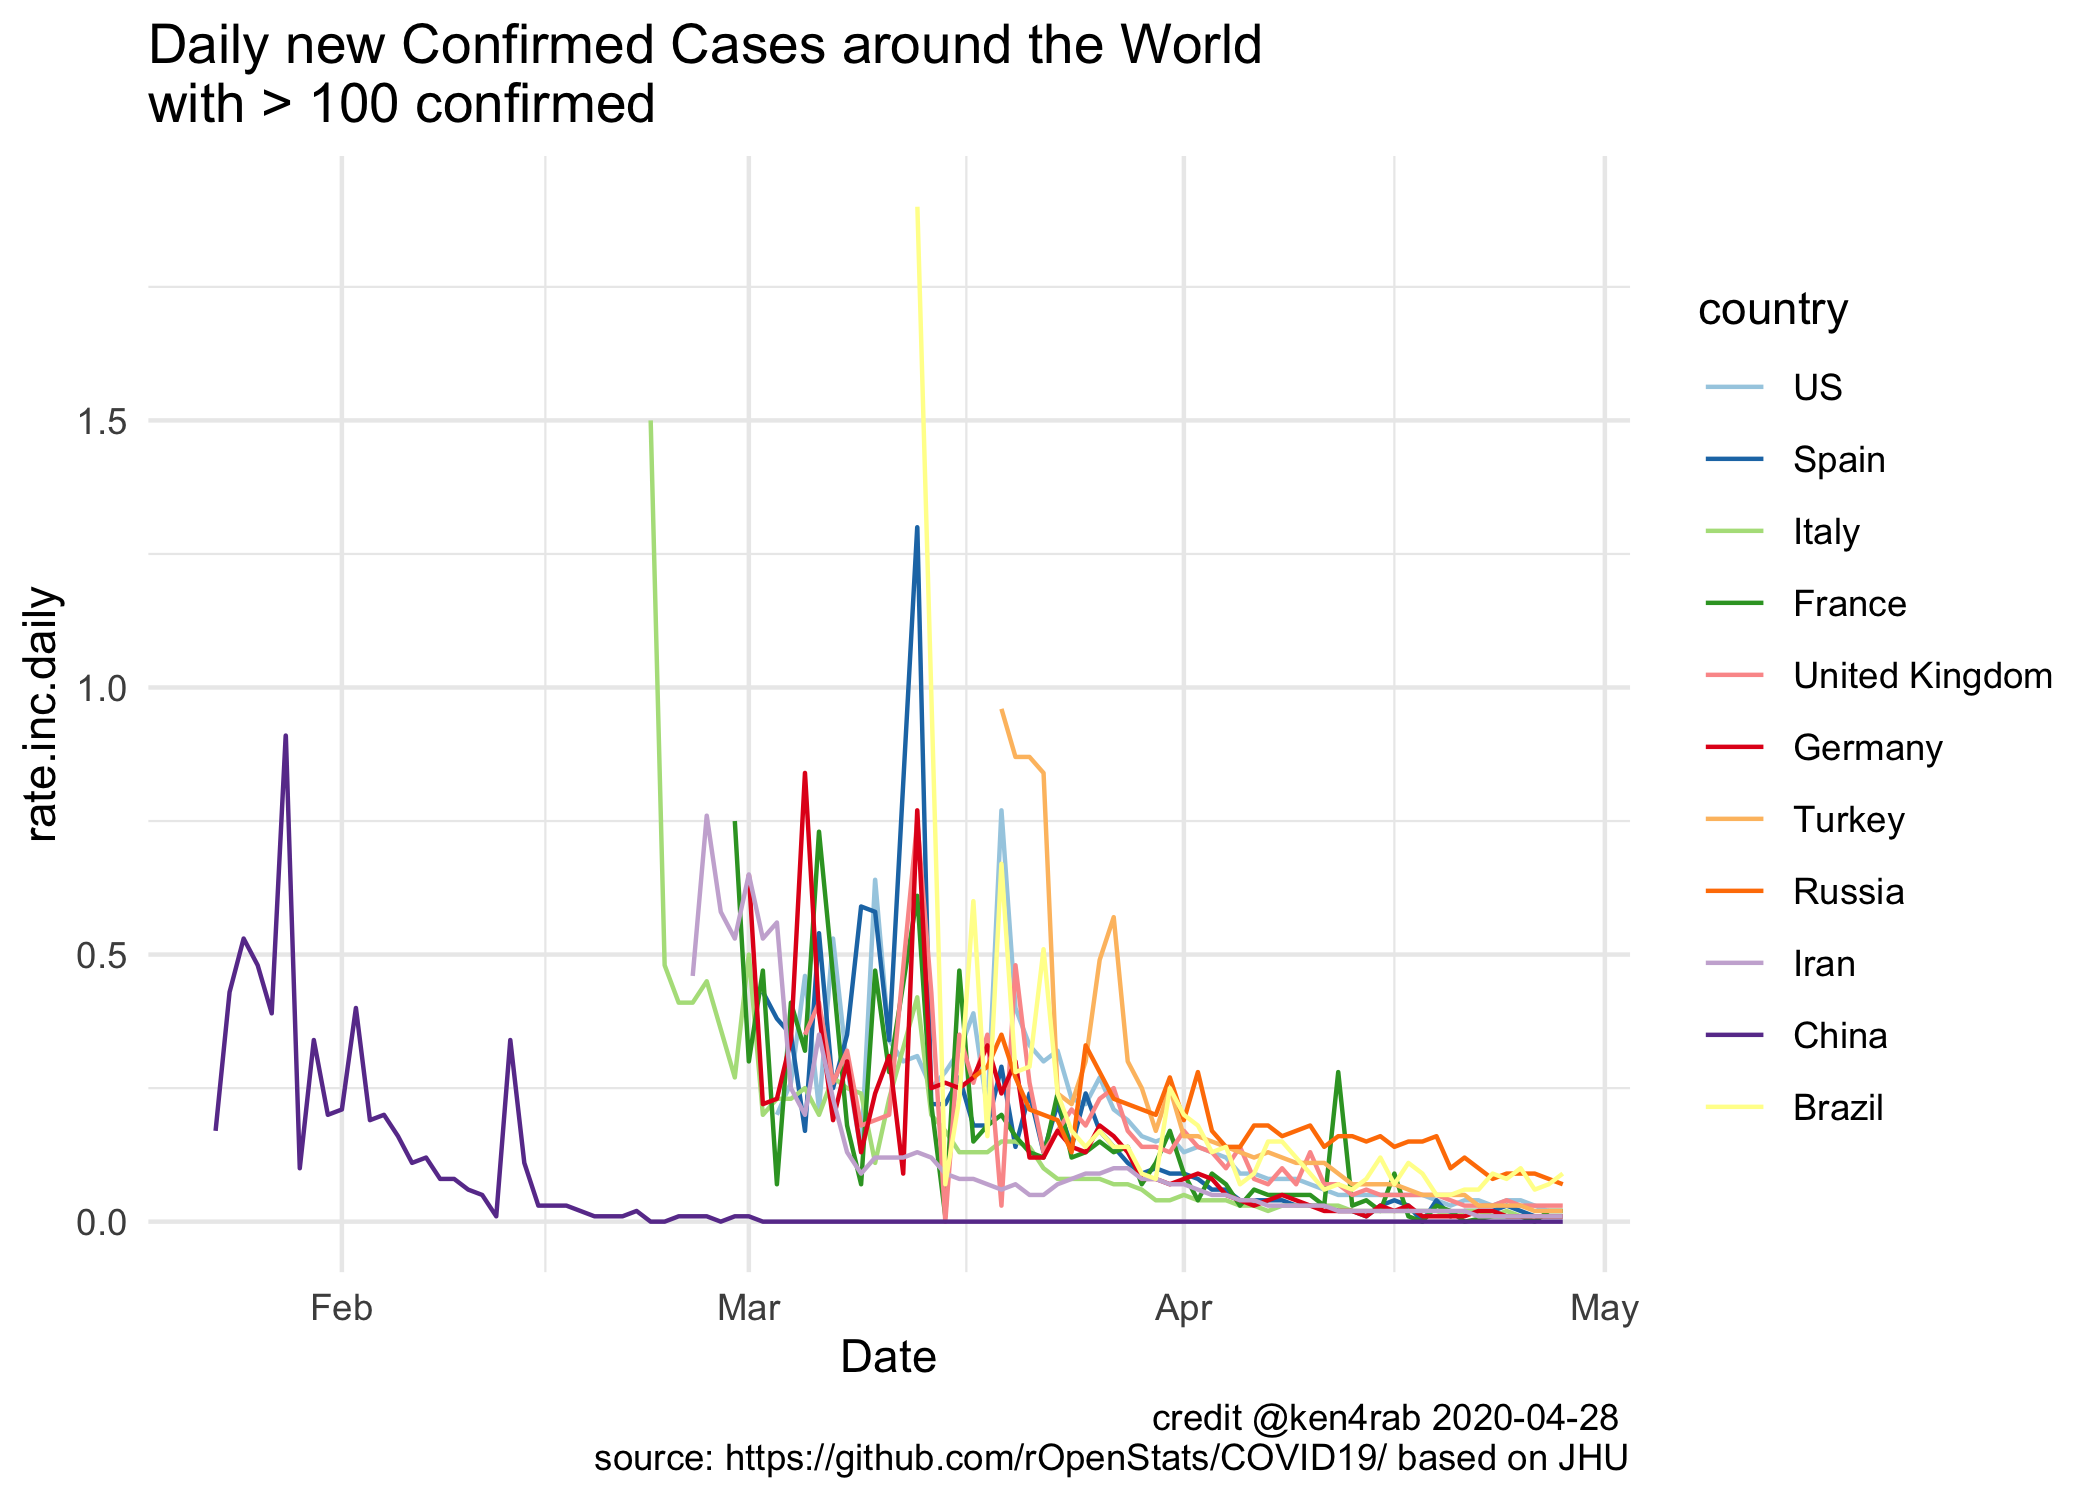 Daily new Confirmed Cases around the World
with > 100 confirmed
rate.inc.daily
1.5
1.0
0.5
0.0
Feb
Mar
Apr
May
Date
country
US
Spain
Italy
France
United Kingdom
Germany
Turkey
Russia
Iran
China
Brazil
credit @ken4rab 2020-04-28
source: https://github.com/rOpenStats/COVID19/ based on JHU